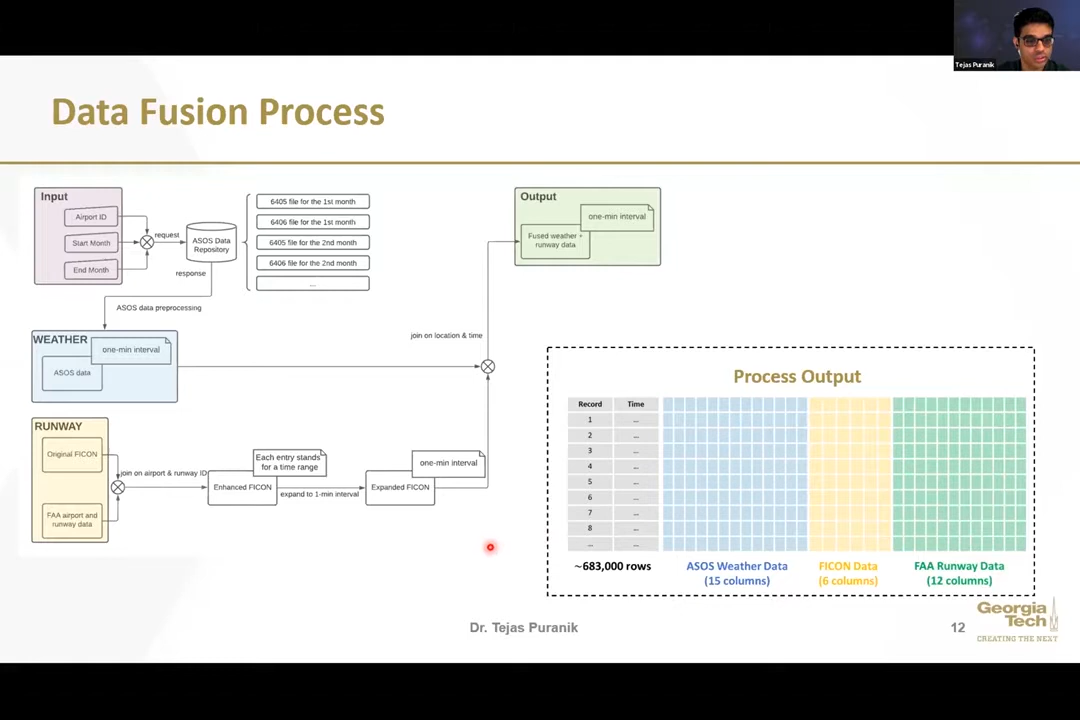 Tejas Puranik
Data Fusion Process
Input
Airport ID
Start Month
End Month
request
response
ASOS Data
Repository
6405 file for the 1st month
6406 file for the 1st month
6405 file for the 2nd month
6406 file for the 2nd month
...
ASOS data preprocessing
WEATHER
one-min interval
ASOS data
RUNWAY
Original FICON
FAA airport and
runway data
join on airport & runway ID
Enhanced FICON
Each entry stands
for a time range
expand to 1-min interval
Expanded FICON
one-min interval
join on location & time
Output
one-min interval
Fused weather +
runway data
Process Output
Record Time
1 ...
2 ...
3 ...
4 ...
5 ...
6 ...
7 ...
8 ...
... ...
~683,000 rows
ASOS Weather Data
(15 columns)
FICON Data
(6 columns)
FAA Runway Data
(12 columns)
Dr. Tejas Puranik
12
Georgia
Tech
CREATING THE NEXT